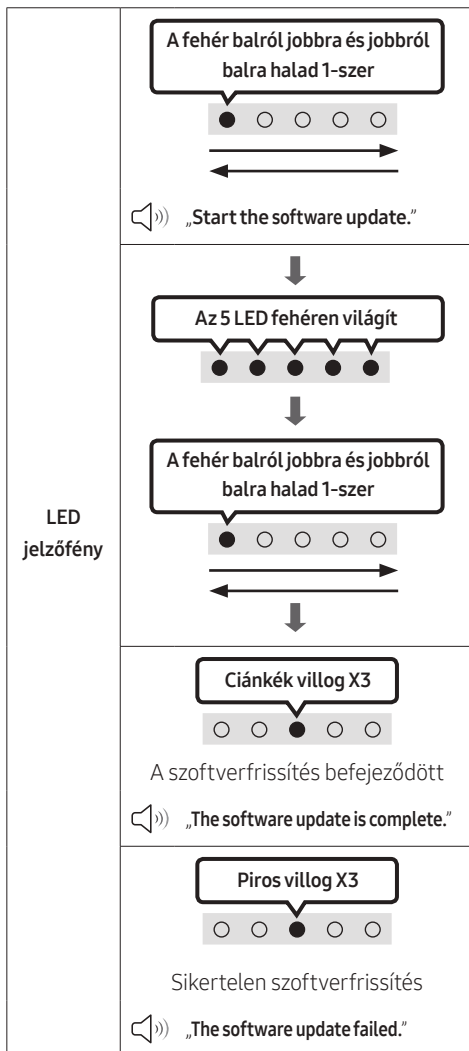 A fehér balról jobbra és jobbról
balra halad 1-szer
„Start the software update.”
Az 5 LED fehéren világít
A fehér balról jobbra és jobbról
balra halad 1-szer
LED
jelzőfény
Ciánkék villog X3
A szoftverfrissítés befejeződött
„The software update is complete.”
Piros villog X3
Sikertelen szoftverfrissítés
„The software update failed.”